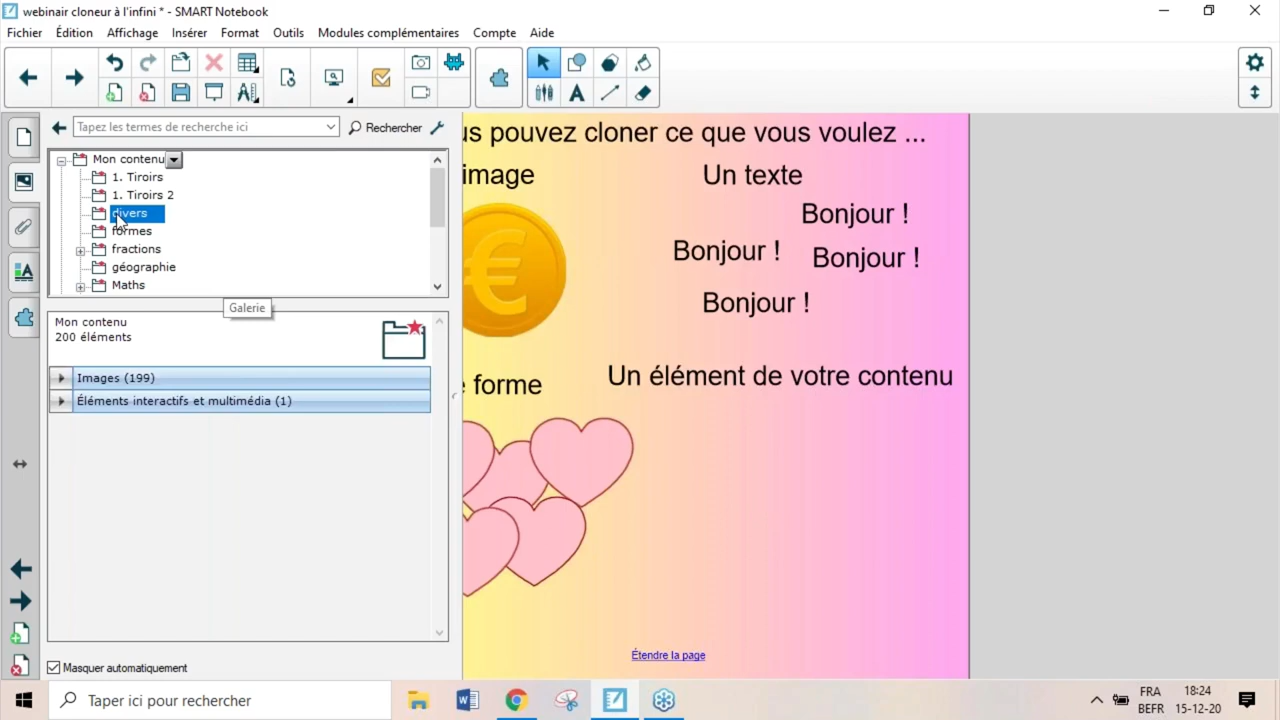 webinair cloneur à l'infini * - SMART Notebook
Fichier Édition Affichage Insérer Format Outils Modules complémentaires Compte Aide
Tapez les termes de recherche ici Rechercher
Mon contenu
1. Tiroirs
1. Tiroirs 2
divers
formes
fractions
géographie
Maths
Galerie
Mon contenu
200 éléments
Images (199)
Éléments interactifs et multimédia (1)
Masquer automatiquement
us pouvez cloner ce que vous voulez ...
image
Un texte
Bonjour !
Bonjour !
Bonjour !
Bonjour !
forme
Un élément de votre contenu
Étendre la page
Taper ici pour rechercher
FRA 18:24
BEFR 15-12-20